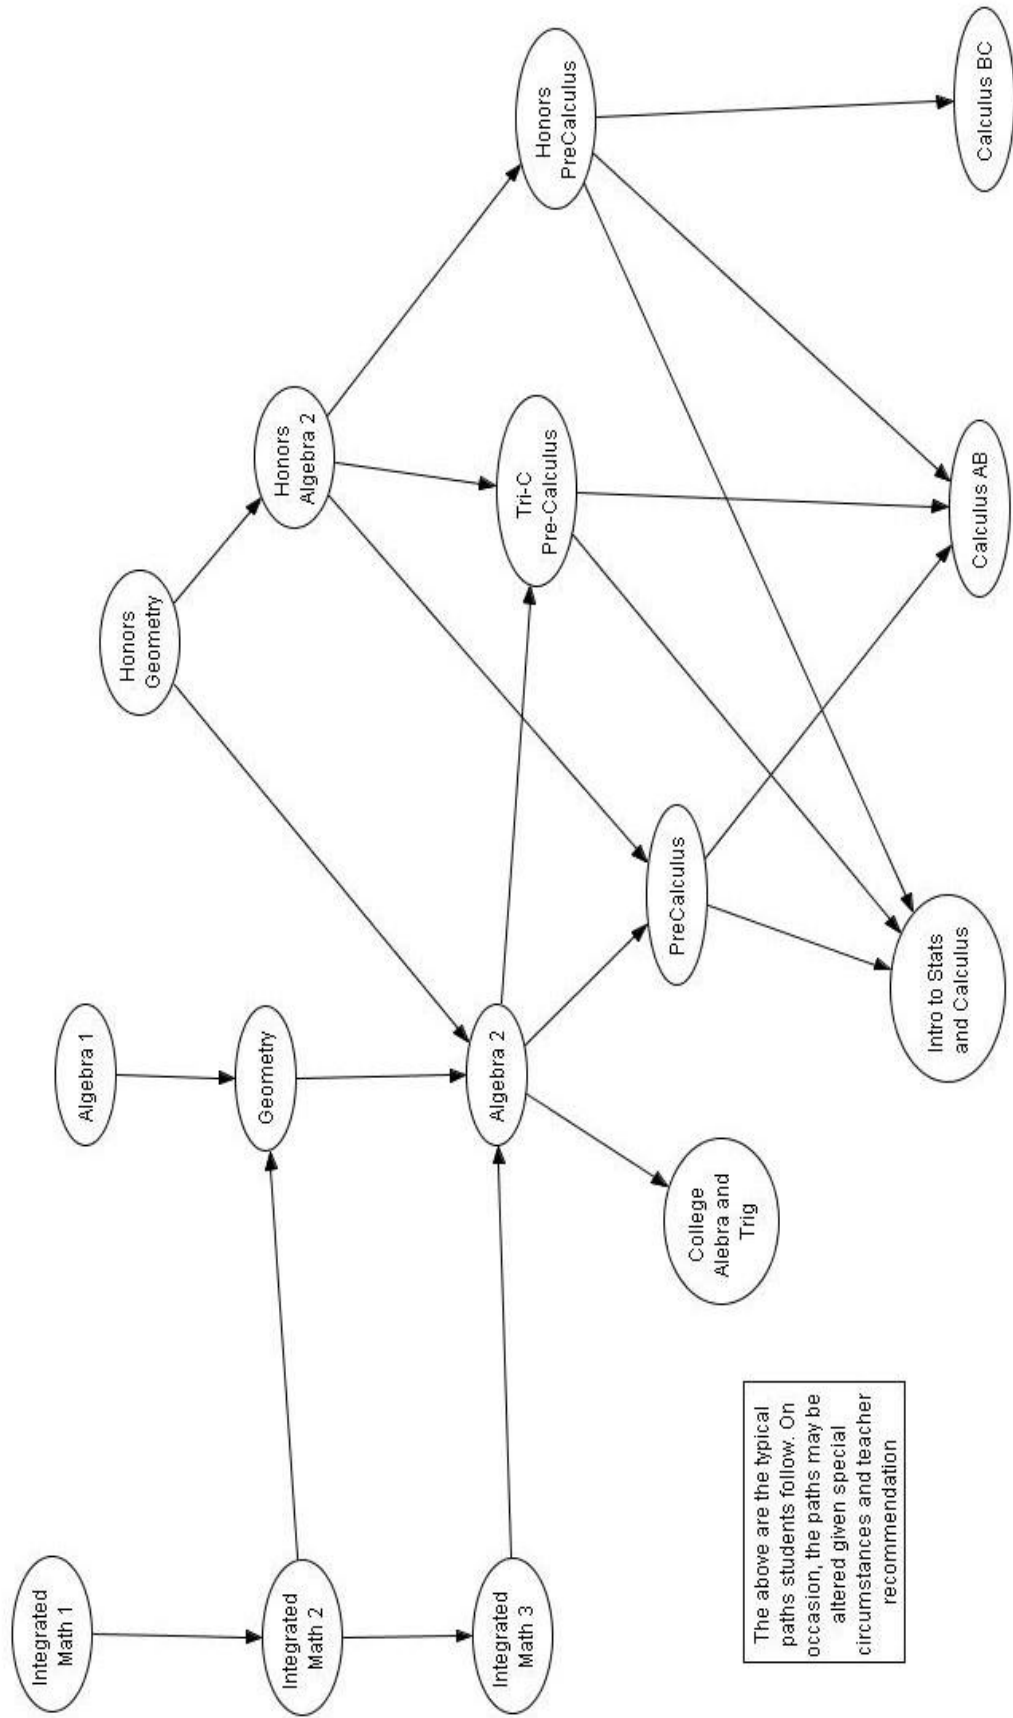 Integrated
Math 1
Algebra 1
Honors
Geometry
Integrated
Math 2
Geometry
Honors
Algebra 2
Integrated
Math 3
Algebra 2
Tri-C
Pre-Calculus
Honors
PreCalculus
College
Alebra and
Trig
PreCalculus
Intro to Stats
and Calculus
Calculus AB
Calculus BC
The above are the typical
paths students follow. On
occasion, the paths may be
altered given special
circumstances and teacher
recommendation